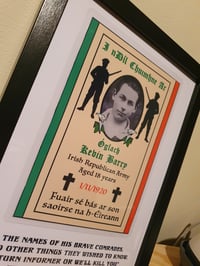 I nDíl Chuimhne Ar
Óglach
Kevin Barry
Irish Republican Army
Aged 18 years
1/11/1920
Fuair sé bás ar son
saoirse na h-Éireann
THE NAMES OF HIS BRAVE COMRADES,
D OTHER THINGS THEY WISHED TO KNOW
TURN INFORMER OR WE'LL KILL YOU"